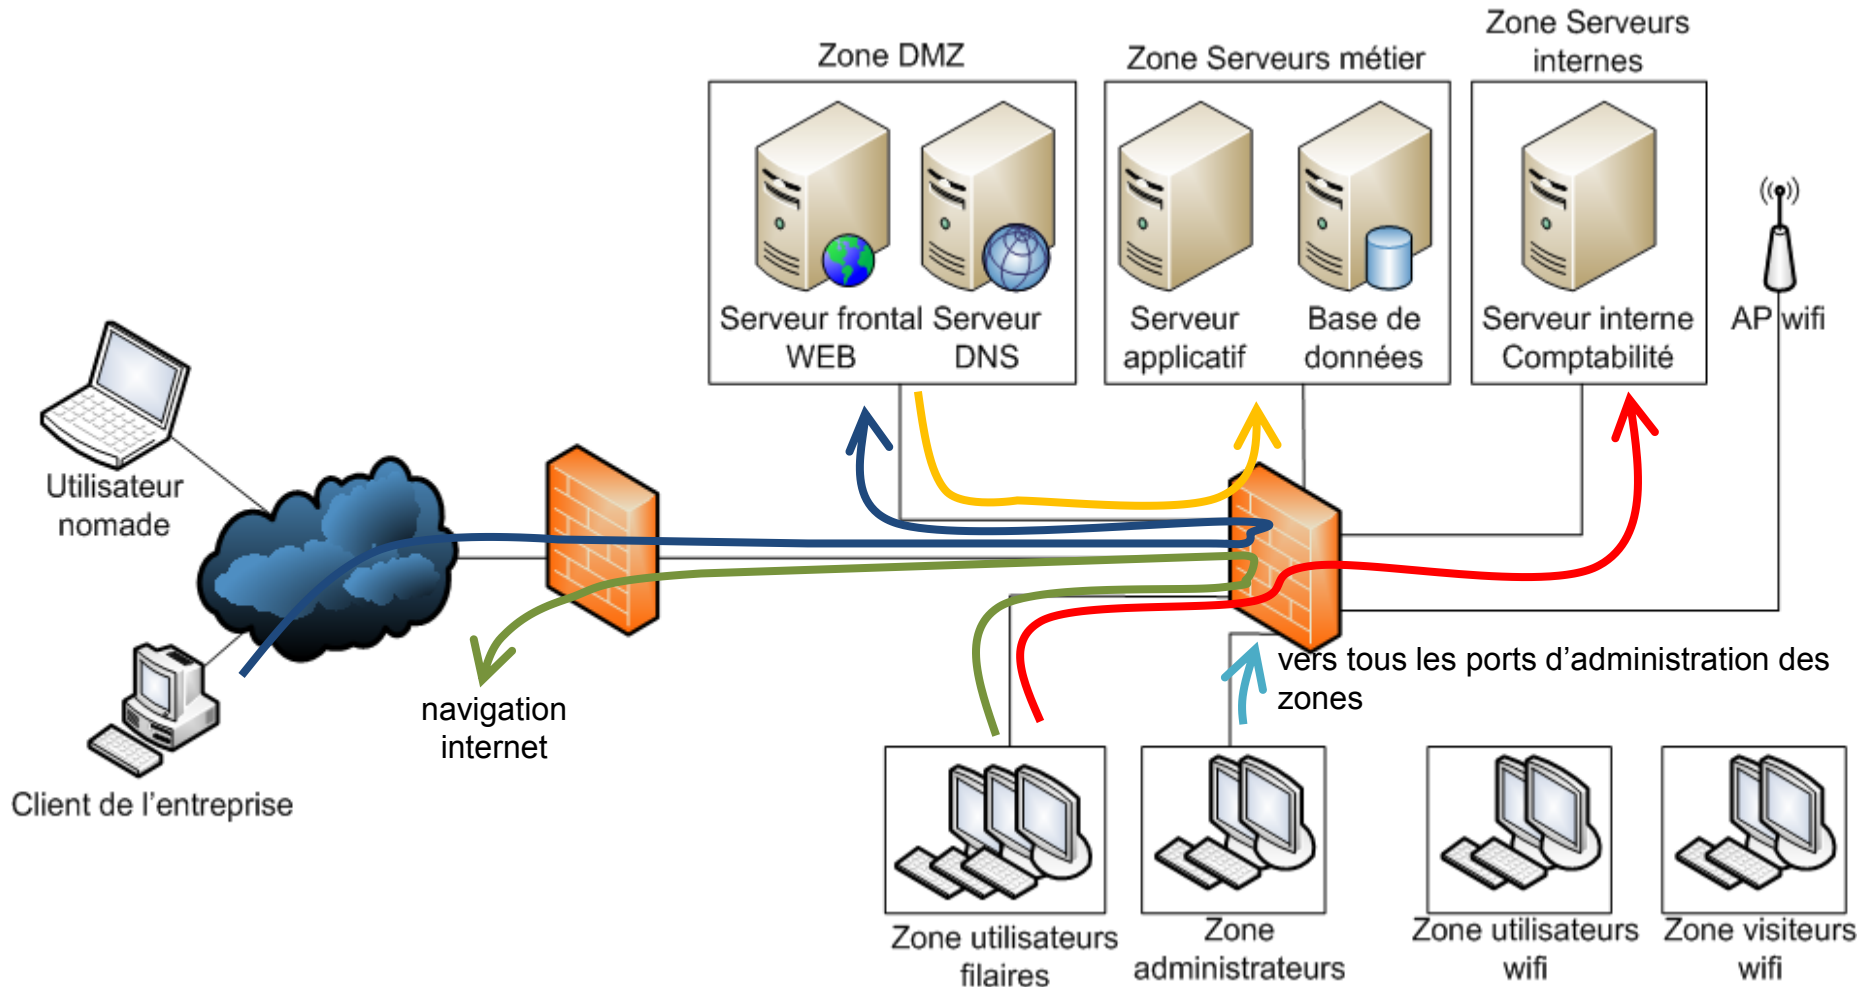 Zone DMZ
Zone Serveurs métier
Zone Serveurs
internes
Serveur frontal
WEB
Serveur
DNS
Serveur
applicatif
Base de
données
Serveur interne
Comptabilité
AP wifi
Utilisateur
nomade
Client de l'entreprise
navigation
internet
vers tous les ports d’administration des
zones
Zone utilisateurs
filaires
Zone
administrateurs
Zone utilisateurs
wifi
Zone visiteurs
wifi